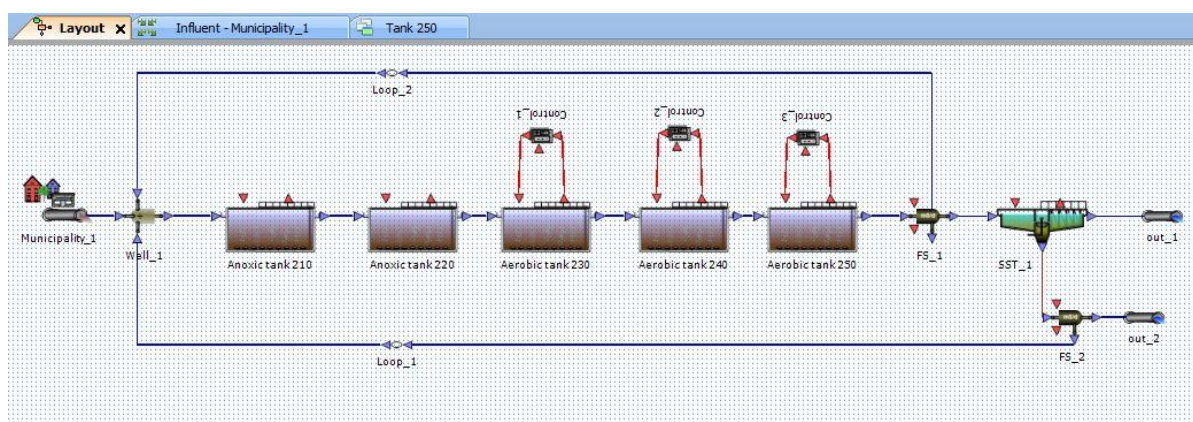 Layout
Influent - Municipality_1
Tank 250
Loop_2
Control_1
Control_2
Control_3
Municipality_1
Well_1
Anoxic tank 210
Anoxic tank 220
Aerobic tank 230
Aerobic tank 240
Aerobic tank 250
FS_1
SST_1
out_1
Loop_1
FS_2
out_2